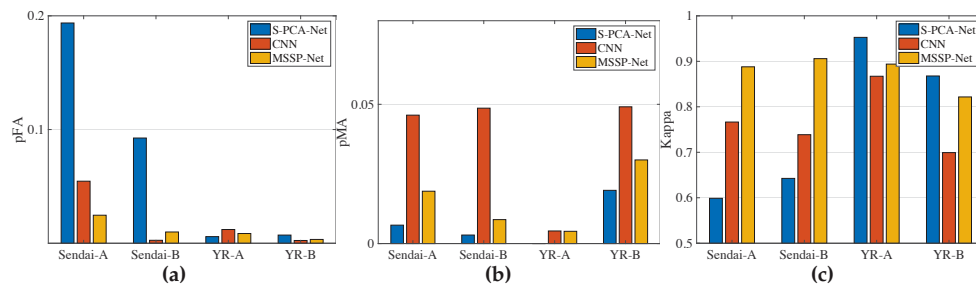 0.2
0.1
0
pFA
S-PCA-Net
CNN
MSSP-Net
Sendai-A Sendai-B YR-A YR-B
(a)
0.05
0
pMA
S-PCA-Net
CNN
MSSP-Net
Sendai-A Sendai-B YR-A YR-B
(b)
1
0.9
0.8
0.7
0.6
0.5
Kappa
S-PCA-Net
CNN
MSSP-Net
Sendai-A Sendai-B YR-A YR-B
(c)